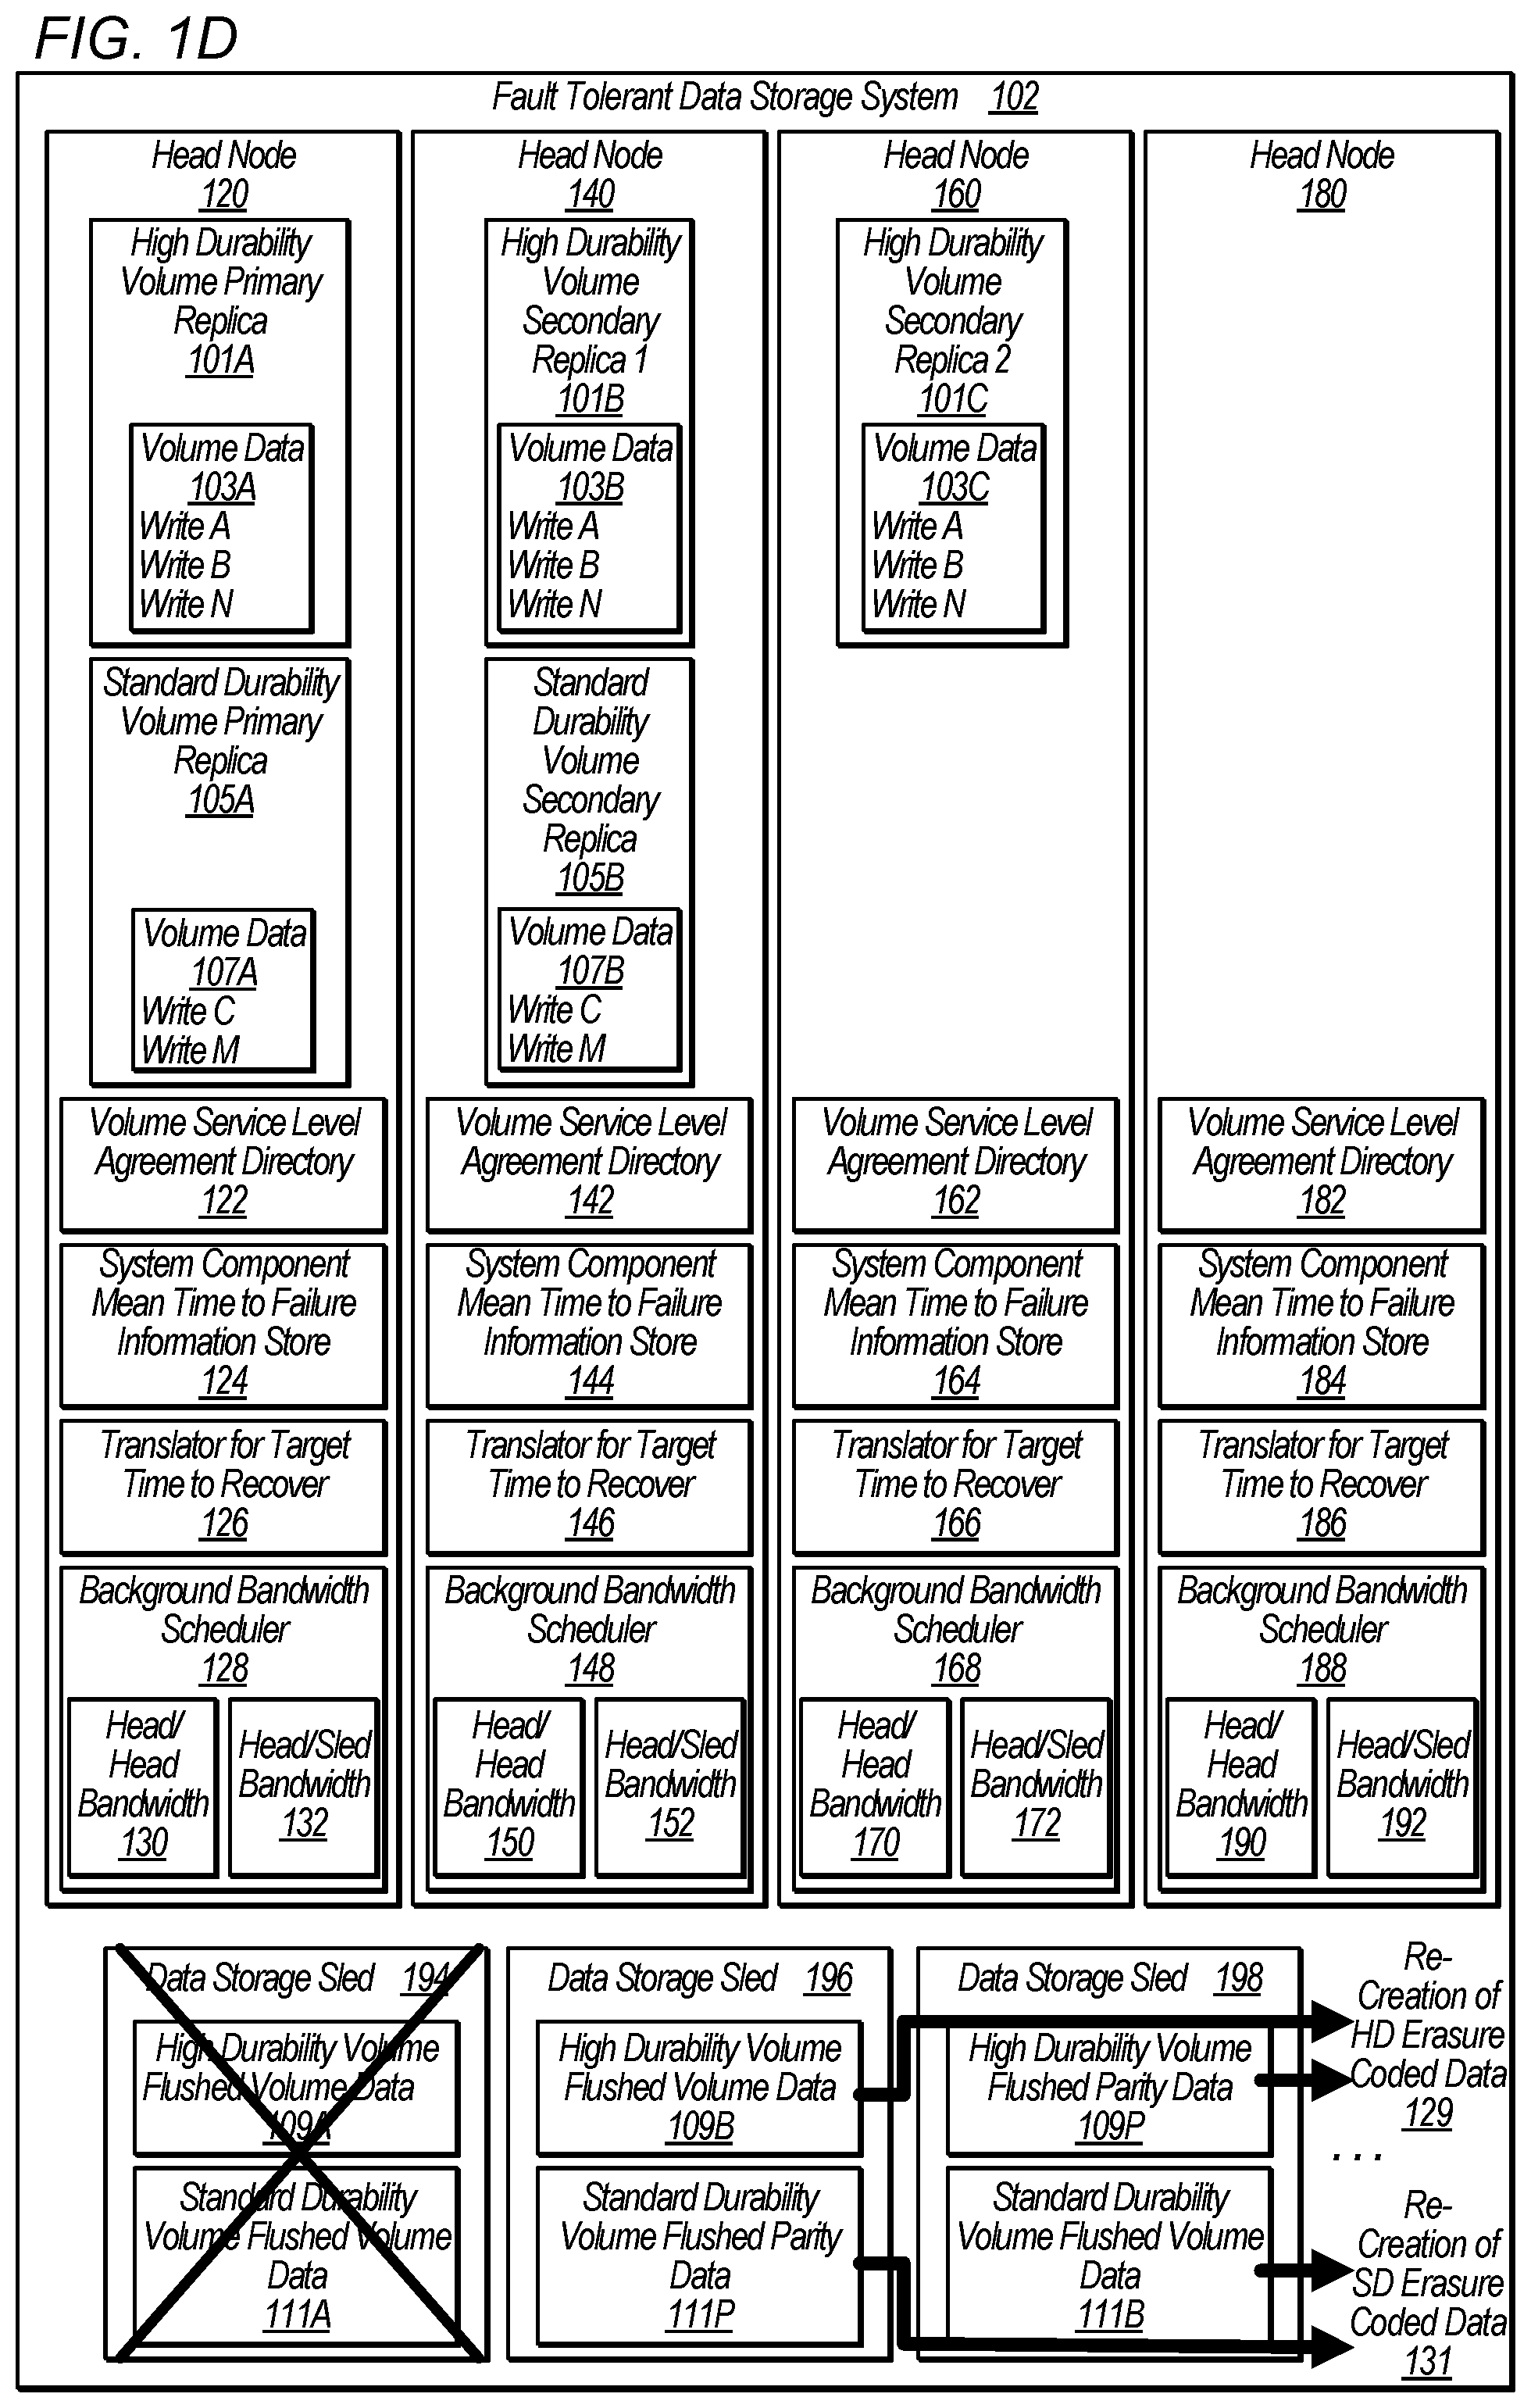 FIG. 1D
Fault Tolerant Data Storage System 102
Head Node
120
High Durability
Volume Primary
Replica
101A
Volume Data
103A
Write A
Write B
Write N
Standard Durability
Volume Primary
Replica
105A
Volume Data
107A
Write C
Write M
Volume Service Level
Agreement Directory
122
System Component
Mean Time to Failure
Information Store
124
Translator for Target
Time to Recover
126
Background Bandwidth
Scheduler
128
Head/
Head
Bandwidth
130
Head/Sled
Bandwidth
132
Head Node
140
High Durability
Volume
Secondary
Replica 1
101B
Volume Data
103B
Write A
Write B
Write N
Standard
Durability
Volume
Secondary
Replica
105B
Volume Data
107B
Write C
Write M
Volume Service Level
Agreement Directory
142
System Component
Mean Time to Failure
Information Store
144
Translator for Target
Time to Recover
146
Background Bandwidth
Scheduler
148
Head/
Head
Bandwidth
150
Head/Sled
Bandwidth
152
Head Node
160
High Durability
Volume
Secondary
Replica 2
101C
Volume Data
103C
Write A
Write B
Write N
Volume Service Level
Agreement Directory
162
System Component
Mean Time to Failure
Information Store
164
Translator for Target
Time to Recover
166
Background Bandwidth
Scheduler
168
Head/
Head
Bandwidth
170
Head/Sled
Bandwidth
172
Head Node
180
Volume Service Level
Agreement Directory
182
System Component
Mean Time to Failure
Information Store
184
Translator for Target
Time to Recover
186
Background Bandwidth
Scheduler
188
Head/
Head
Bandwidth
190
Head/Sled
Bandwidth
192
Data Storage Sled 194
High Durability Volume
Flushed Volume Data
109A
Standard Durability
Volume Flushed Volume
Data
111A
Data Storage Sled 196
High Durability Volume
Flushed Volume Data
109B
Standard Durability
Volume Flushed Parity
Data
111P
Data Storage Sled 198
High Durability Volume
Flushed Parity Data
109P
Standard Durability
Volume Flushed Volume
Data
111B
Re-
Creation of
HD Erasure
Coded Data
129
. . .
Re-
Creation of
SD Erasure
Coded Data
131